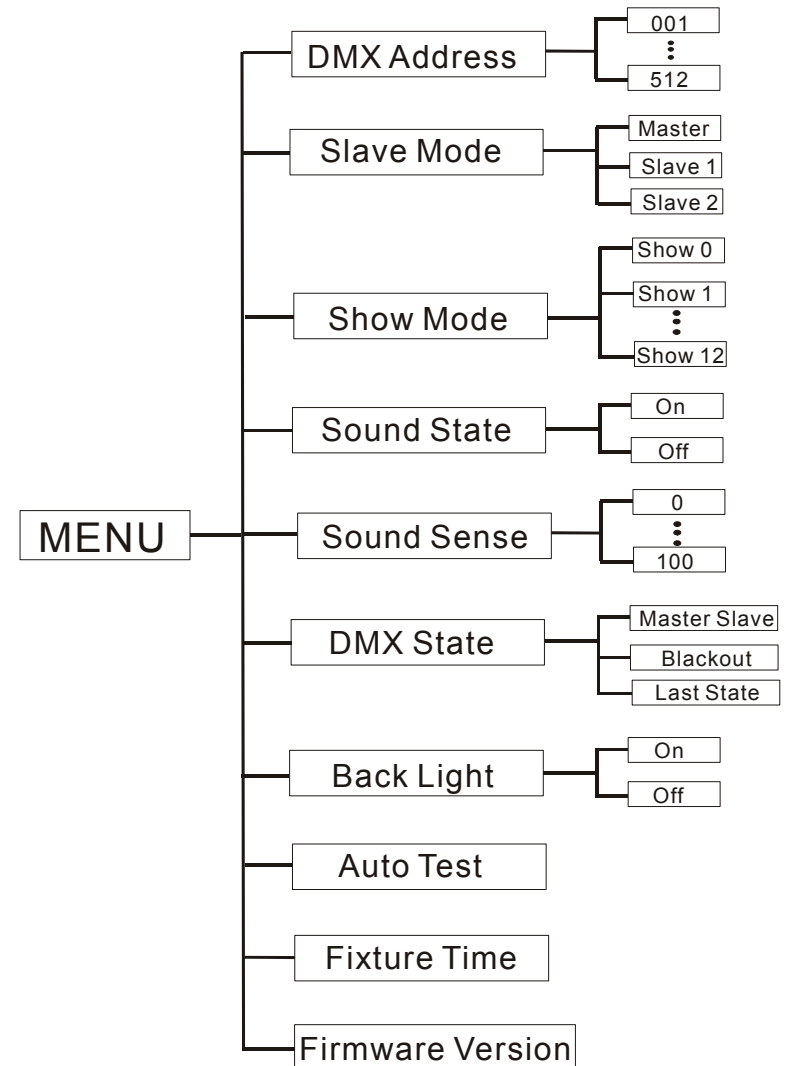 DMX Address
001
512
Slave Mode
Master
Slave 1
Slave 2
Show Mode
Show 0
Show 1
Show 12
Sound State
On
Off
MENU
Sound Sense
0
100
DMX State
Master Slave
Blackout
Last State
Back Light
On
Off
Auto Test
Fixture Time
Firmware Version